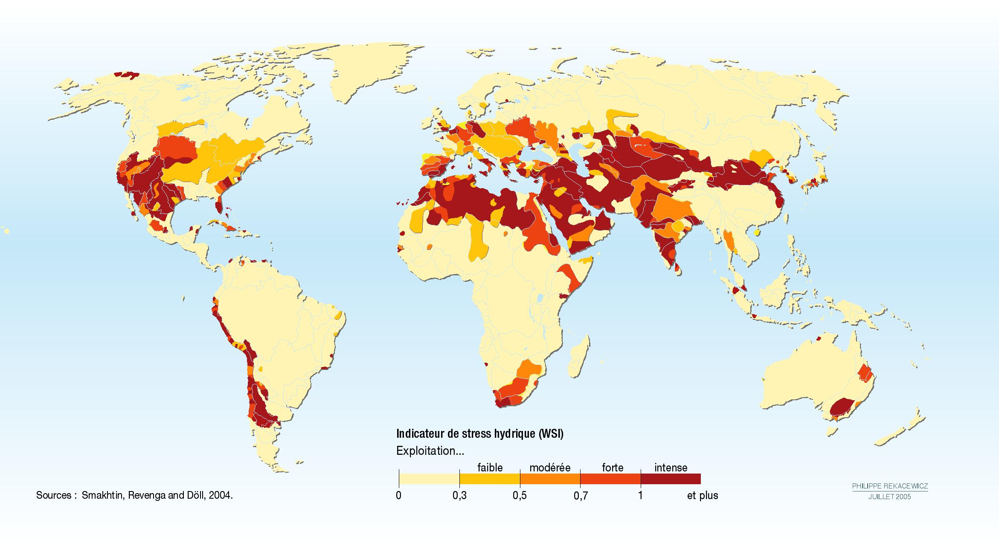 Indicateur de stress hydrique (WSI)
Exploitation...
faible modérée forte intense
0 0,3 0,5 0,7 1 et plus
Sources : Smakhtin, Revenga and Döll, 2004.
PHILIPPE REKACEWICZ
JUILLET 2005